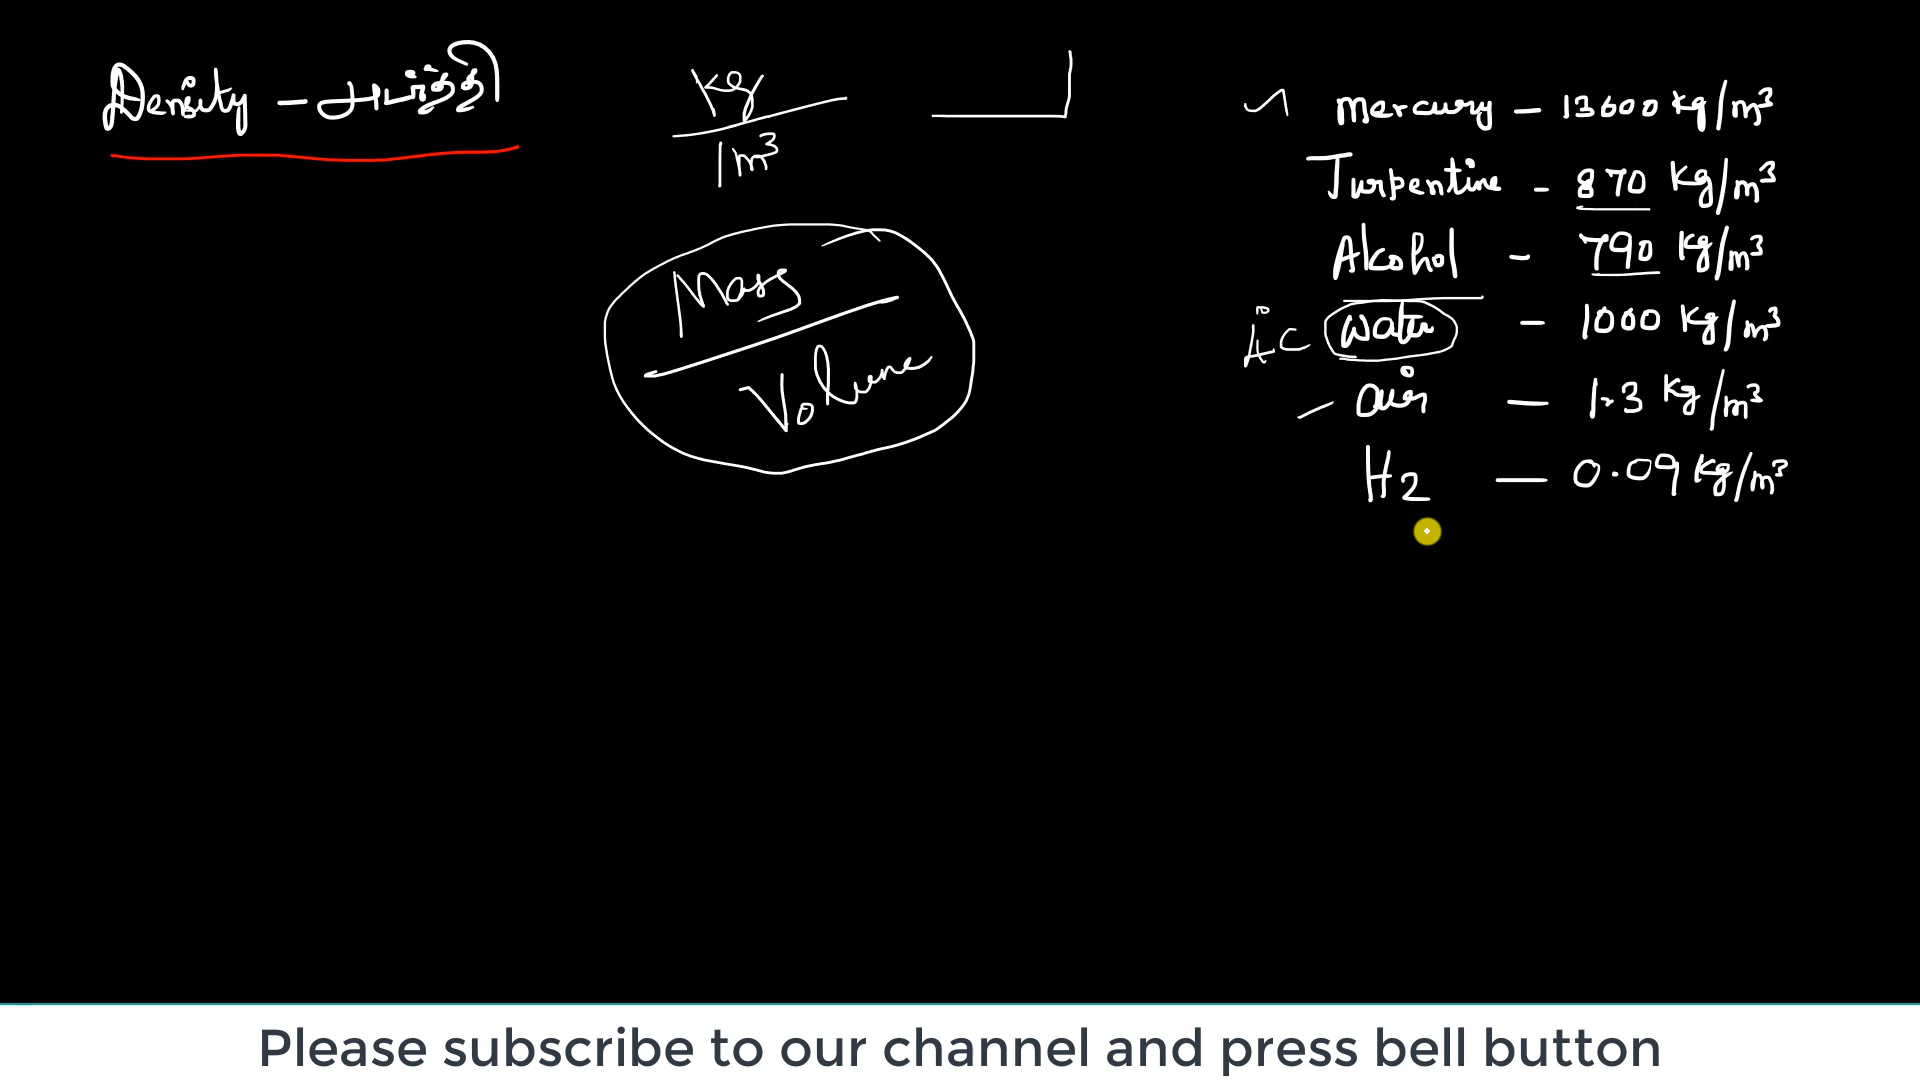 Density - அடர்த்தி
Kg
1m³
Mass
Volume
Mercury - 13600 kg/m³
Turpentine - 870 kg/m³
Alcohol - 790 kg/m³
4°C water - 1000 kg/m³
air - 1.3 kg/m³
H2 - 0.09 kg/m³
Please subscribe to our channel and press bell button